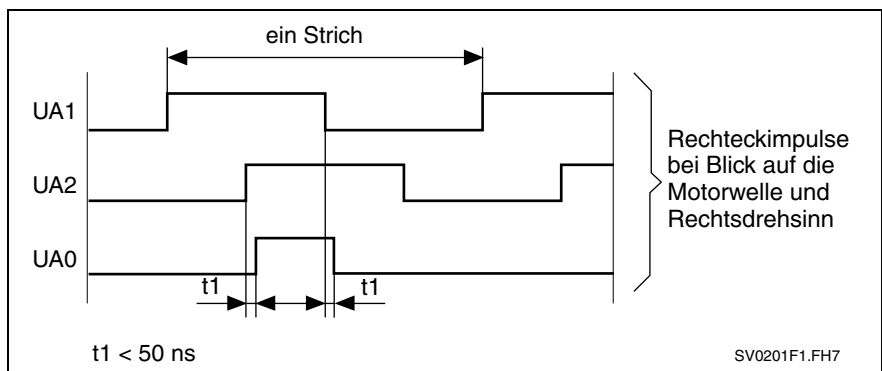 ein Strich
UA1
UA2
UA0
t1
t1
Rechteckimpulse
bei Blick auf die
Motorwelle und
Rechtsdrehsinn
t1 < 50 ns
SV0201F1.FH7